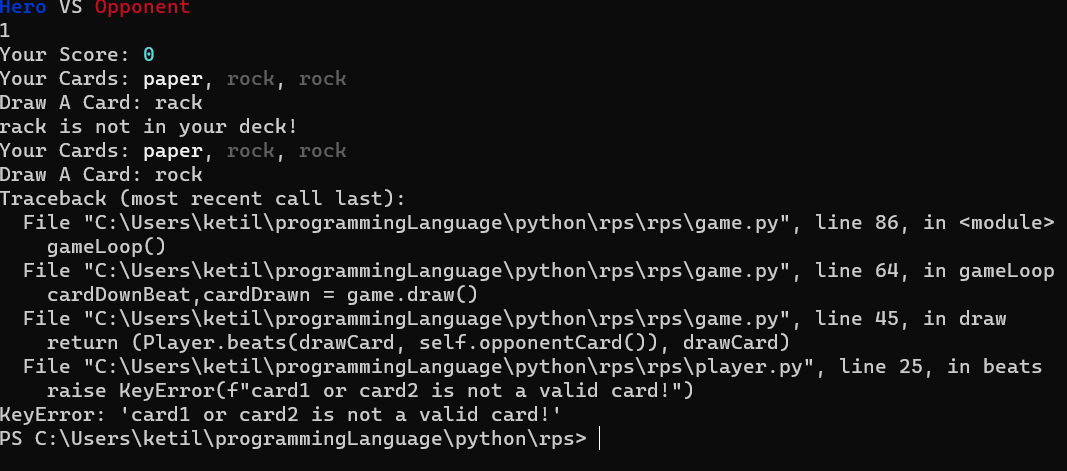 Hero VS Opponent
1
Your Score: 0
Your Cards: paper, rock, rock
Draw A Card: rack
rack is not in your deck!
Your Cards: paper, rock, rock
Draw A Card: rock
Traceback (most recent call last):
  File "C:\Users\ketil\programmingLanguage\python\rps\rps\game.py", line 86, in <module>
    gameLoop()
  File "C:\Users\ketil\programmingLanguage\python\rps\rps\game.py", line 64, in gameLoop
    cardDownBeat,cardDrawn = game.draw()
  File "C:\Users\ketil\programmingLanguage\python\rps\rps\game.py", line 45, in draw
    return (Player.beats(drawCard, self.opponentCard()), drawCard)
  File "C:\Users\ketil\programmingLanguage\python\rps\rps\player.py", line 25, in beats
    raise KeyError(f"card1 or card2 is not a valid card!")
KeyError: 'card1 or card2 is not a valid card!'
PS C:\Users\ketil\programmingLanguage\python\rps>